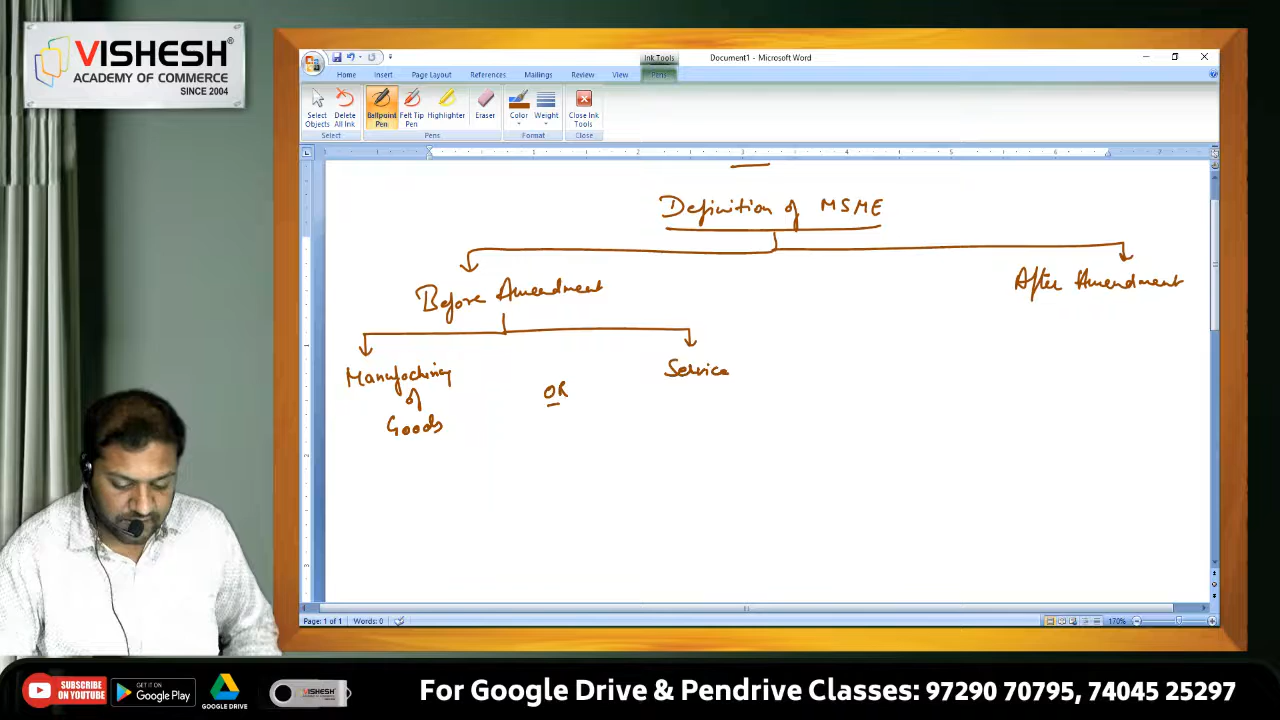 VISHESH®
ACADEMY OF COMMERCE
SINCE 2004
Ink Tools
Document1 - Microsoft Word
Home Insert Page Layout References Mailings Review View Pens
Select Objects
Delete All Ink
Ballpoint Pen
Felt Tip Pen
Highlighter
Eraser
Color
Weight
Close Ink Tools
Select Pens Format Close
Definition of MSME
Before Amendment
After Amendment
Manufacturing
of
Goods
OR
Service
Page: 1 of 1 Words: 0 170%
SUBSCRIBE
ON YOUTUBE
GET IT ON
Google Play
GOOGLE DRIVE
VISHESH
For Google Drive & Pendrive Classes: 97290 70795, 74045 25297